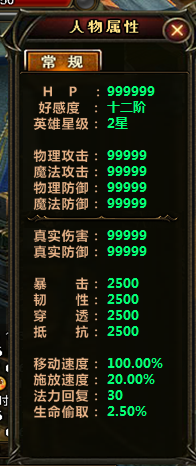 50
人物属性
常 规
H P ：999999
好感度 ：十二阶
英雄星级：2星
物理攻击：99999
魔法攻击：99999
物理防御：99999
魔法防御：99999
真实伤害：99999
真实防御：99999
暴 击：2500
韧 性：2500
穿 透：2500
抵 抗：2500
移动速度：100.00%
施放速度：20.00%
法力回复：30
生命偷取：2.50%